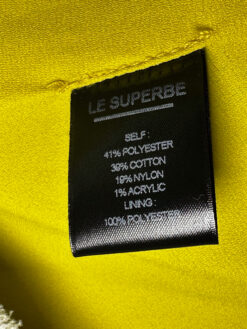 LE SUPERBE
SELF:
41% POLYESTER
39% COTTON
19% NYLON
1% ACRYLIC
LINING:
100% POLYESTER